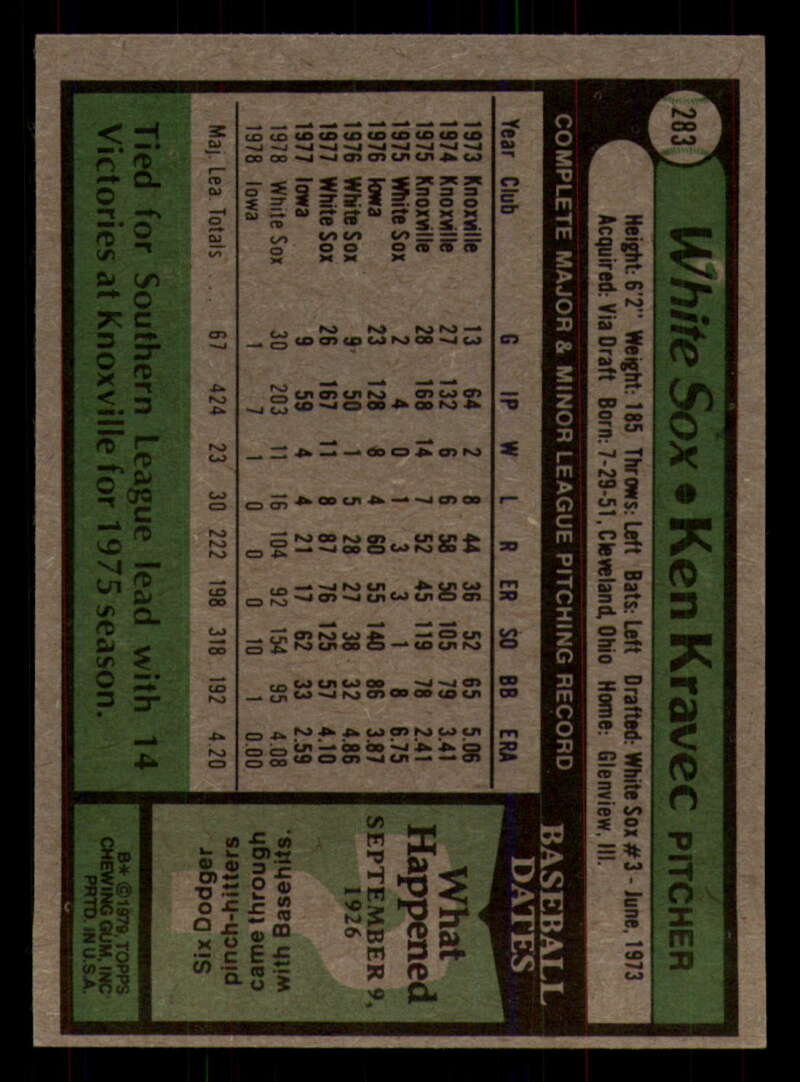 283
White Sox • Ken Kravec PITCHER
Height: 6'2" Weight: 185 Throws: Left Bats: Left Drafted: White Sox #3 - June, 1973
Acquired: Via Draft Born: 7-29-51, Cleveland, Ohio Home: Glenview, Ill.
COMPLETE MAJOR & MINOR LEAGUE PITCHING RECORD
Year Club G IP W L R ER SO BB ERA
1973 Knoxville 13 64 2 8 44 36 52 65 5.06
1974 Knoxville 27 132 6 6 58 50 105 79 3.41
1975 Knoxville 28 168 14 7 52 45 119 78 2.41
1975 White Sox 2 4 0 1 3 3 1 8 6.75
1976 Iowa 23 128 8 4 60 55 140 86 3.87
1976 White Sox 9 50 1 5 28 27 38 32 4.86
1977 White Sox 26 167 11 8 87 76 125 57 4.10
1977 Iowa 9 59 4 4 21 17 62 33 2.59
1978 White Sox 30 203 11 16 104 92 154 95 4.08
1978 Iowa 1 7 1 0 0 0 10 1 0.00
Maj. Lea Totals . . 67 424 23 30 222 198 318 192 4.20
Tied for Southern League lead with 14
Victories at Knoxville for 1975 season.
BASEBALL
DATES
What
Happened
SEPTEMBER 9,
1926
Six Dodger
pinch-hitters
came through
with Basehits.
B* ©1979, TOPPS
CHEWING GUM, INC
PRTD. IN U.S.A.